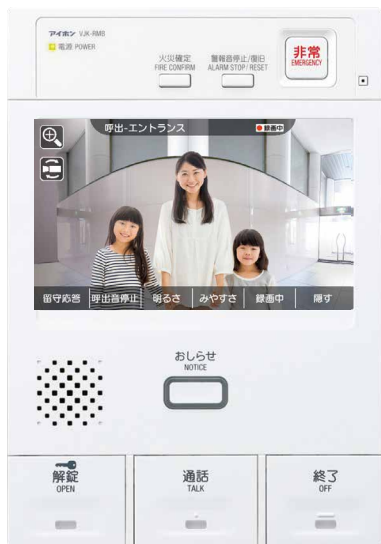 アイホン VJK-RMB
電源 POWER
火災確定
FIRE CONFIRM
警報音停止/復旧
ALARM STOP/RESET
非常
EMERGENCY
呼出-エントランス
録画中
留守応答
呼出音停止
明るさ
みやすさ
録画中
隠す
おしらせ
NOTICE
解錠
OPEN
通話
TALK
終了
OFF